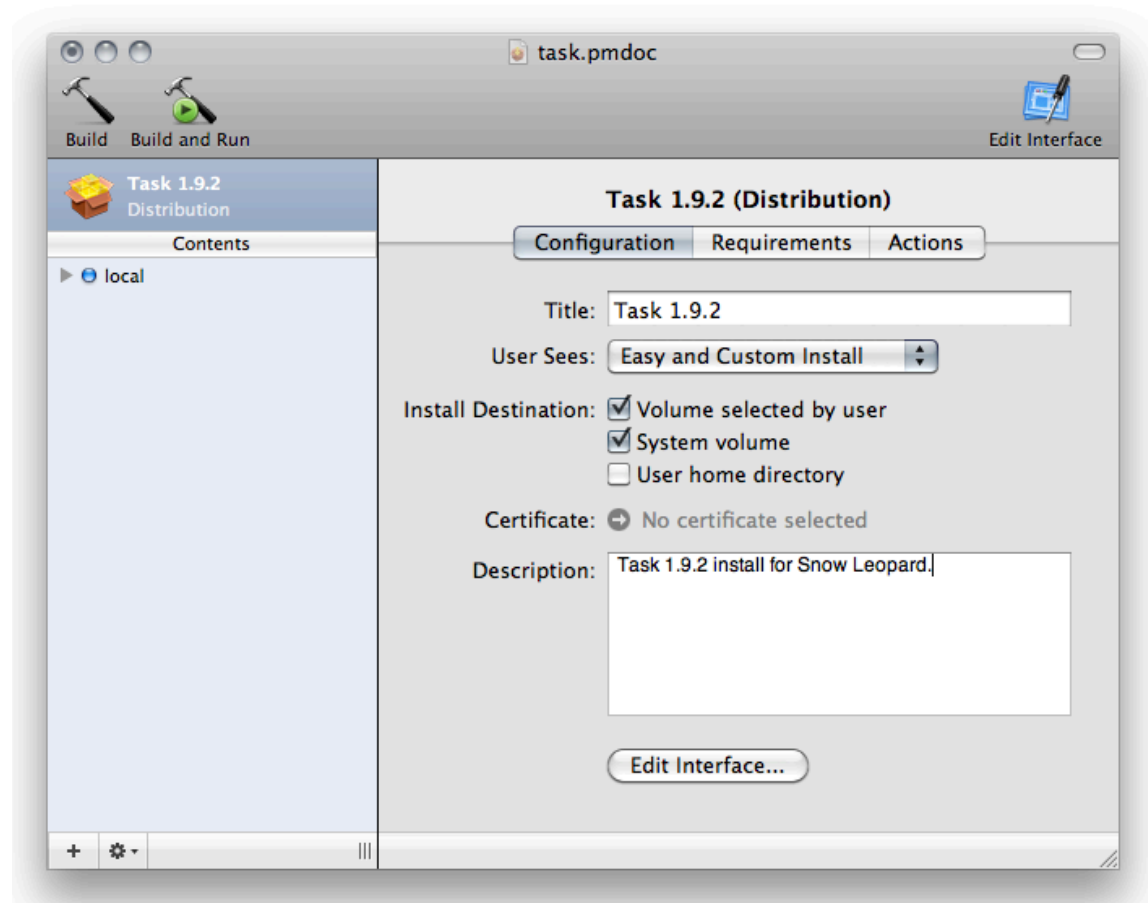 task.pmdoc
Build Build and Run Edit Interface
Task 1.9.2
Distribution
Contents
local
Task 1.9.2 (Distribution)
Configuration Requirements Actions
Title: Task 1.9.2
User Sees: Easy and Custom Install
Install Destination: Volume selected by user
System volume
User home directory
Certificate: No certificate selected
Description: Task 1.9.2 install for Snow Leopard.
Edit Interface...